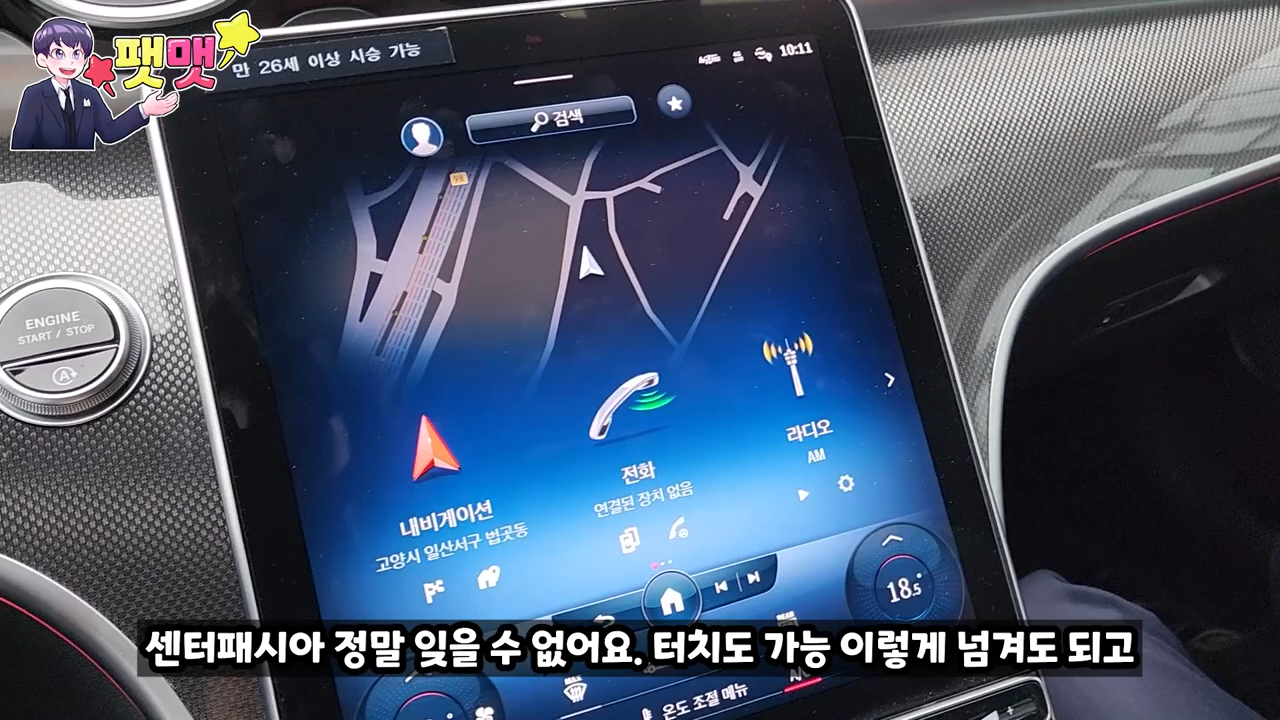 팻맷
만 26세 이상 시승 가능
10:11
검색
98
ENGINE
START / STOP
A
내비게이션
고양시 일산서구 법곳동
전화
연결된 장치 없음
라디오
AM
18.5°
REAR
센터패시아 정말 잊을 수 없어요. 터치도 가능 이렇게 넘겨도 되고
MAX
온도 조절 메뉴
A/C